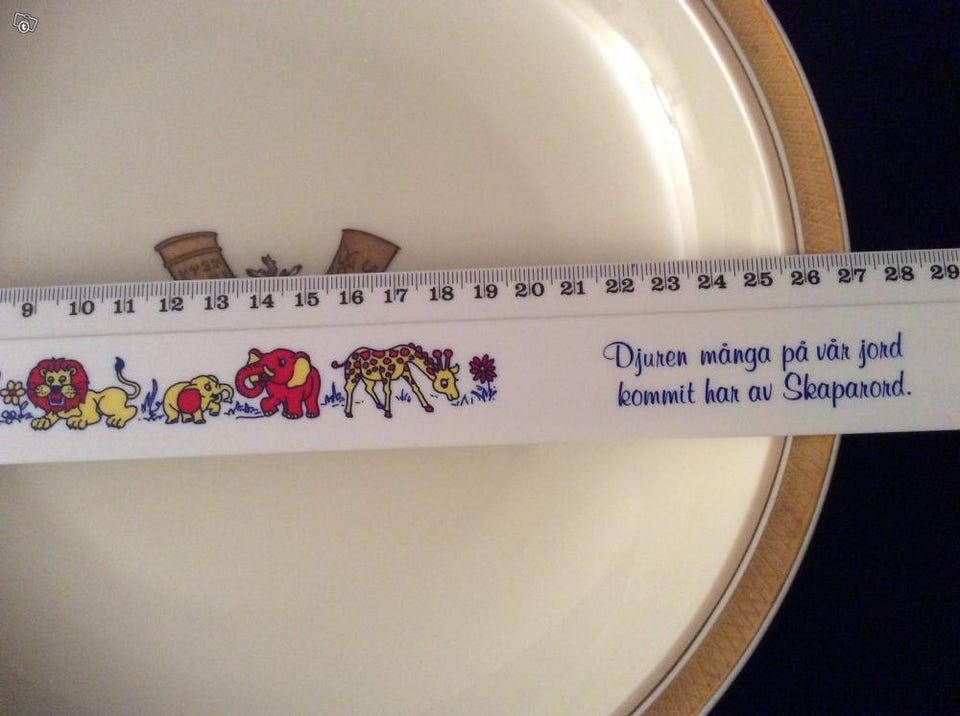 9 10 11 12 13 14 15 16 17 18 19 20 21 22 23 24 25 26 27 28 29
Djuren många på vår jord
kommit har av Skaparord.